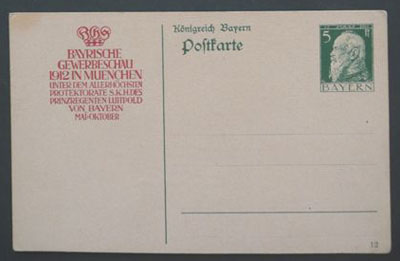 BAYRISCHE
GEWERBESCHAU
1912 IN MUENCHEN
UNTER DEM ALLERHÖCHSTEN
PROTEKTORATE S.K.H. DES
PRINZREGENTEN LUITPOLD
VON BAYERN
MAI-OKTOBER
Königreich Bayern
Postkarte
5 Pf
BAYERN
12